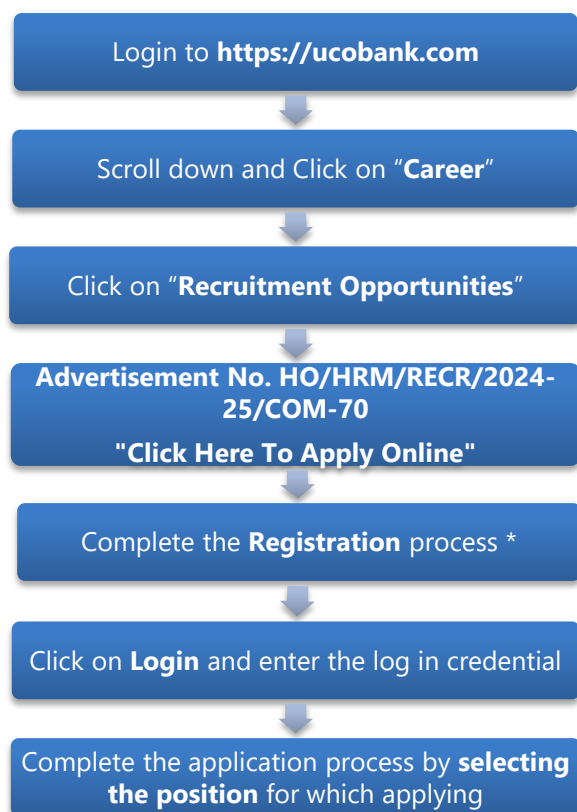 Login to https://ucobank.com
Scroll down and Click on “Career”
Click on “Recruitment Opportunities”
Advertisement No. HO/HRM/RECR/2024-
25/COM-70
"Click Here To Apply Online"
Complete the Registration process *
Click on Login and enter the log in credential
Complete the application process by selecting
the position for which applying